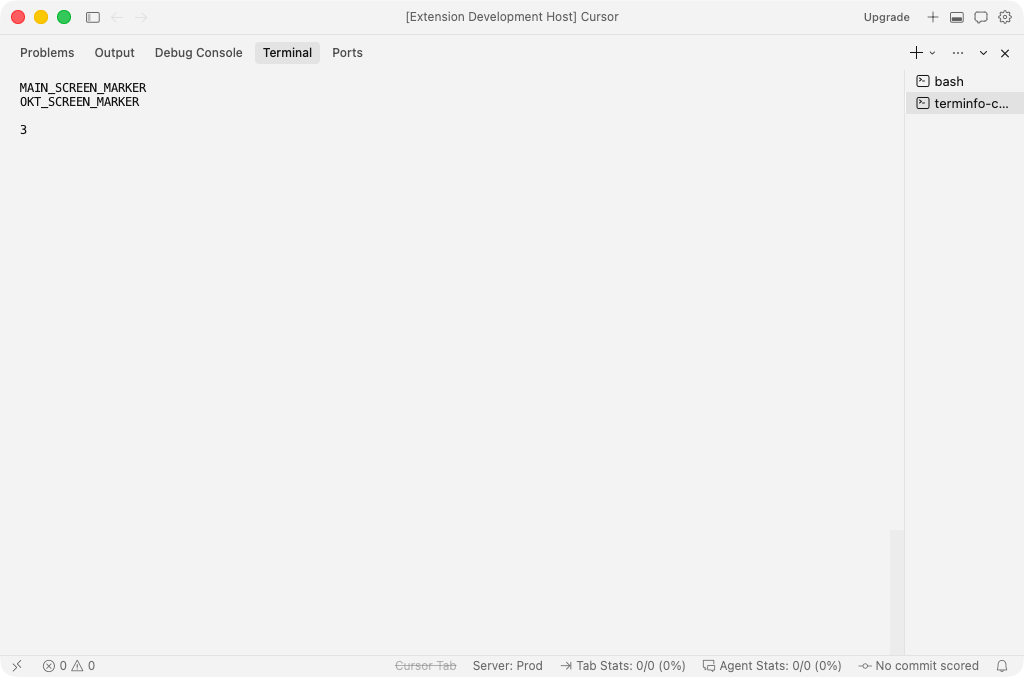 [Extension Development Host] Cursor
Upgrade
Problems Output Debug Console Terminal Ports
MAIN_SCREEN_MARKER
OKT_SCREEN_MARKER
3
bash
terminfo-c...
0 0 Cursor Tab Server: Prod Tab Stats: 0/0 (0%) Agent Stats: 0/0 (0%) No commit scored